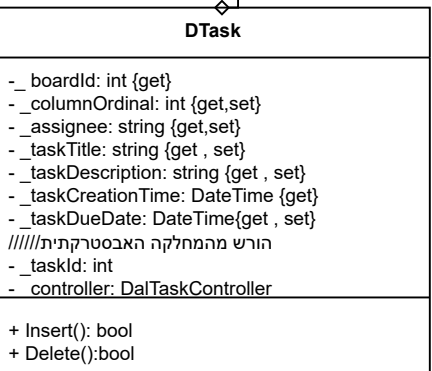 DTask
-_ boardId: int {get}
- _columnOrdinal: int {get,set}
- _assignee: string {get,set}
- _taskTitle: string {get , set}
- _taskDescription: string {get , set}
- _taskCreationTime: DateTime {get}
- _taskDueDate: DateTime{get , set}
//////הורש מהמחלקה האבסטרקתית
- _taskId: int
- _controller: DalTaskController
+ Insert(): bool
+ Delete():bool